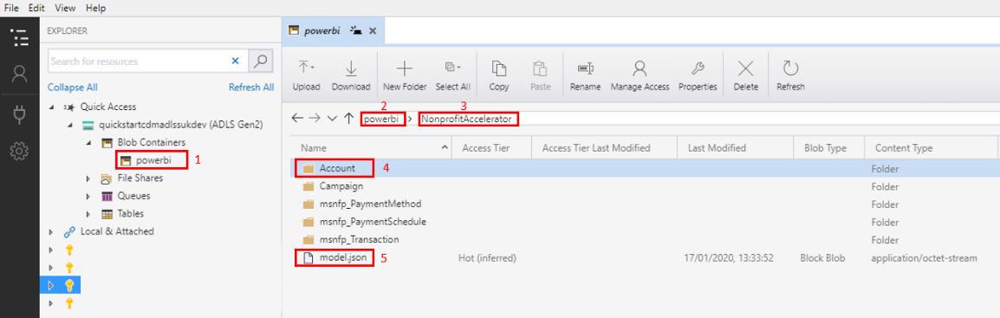 File Edit View Help
EXPLORER
Search for resources
Collapse All Refresh All
Quick Access
quickstartcdmadlssukdev (ADLS Gen2)
Blob Containers
powerbi 1
File Shares
Queues
Tables
Local & Attached
powerbi
Upload Download New Folder Select All Copy Paste Rename Manage Access Properties Delete Refresh
2 3
powerbi NonprofitAccelerator
Name Access Tier Access Tier Last Modified Last Modified Blob Type Content Type
Account 4 Folder
Campaign Folder
msnfp_PaymentMethod Folder
msnfp_PaymentSchedule Folder
msnfp_Transaction Folder
model.json 5 Hot (inferred) 17/01/2020, 13:33:52 Block Blob application/octet-stream